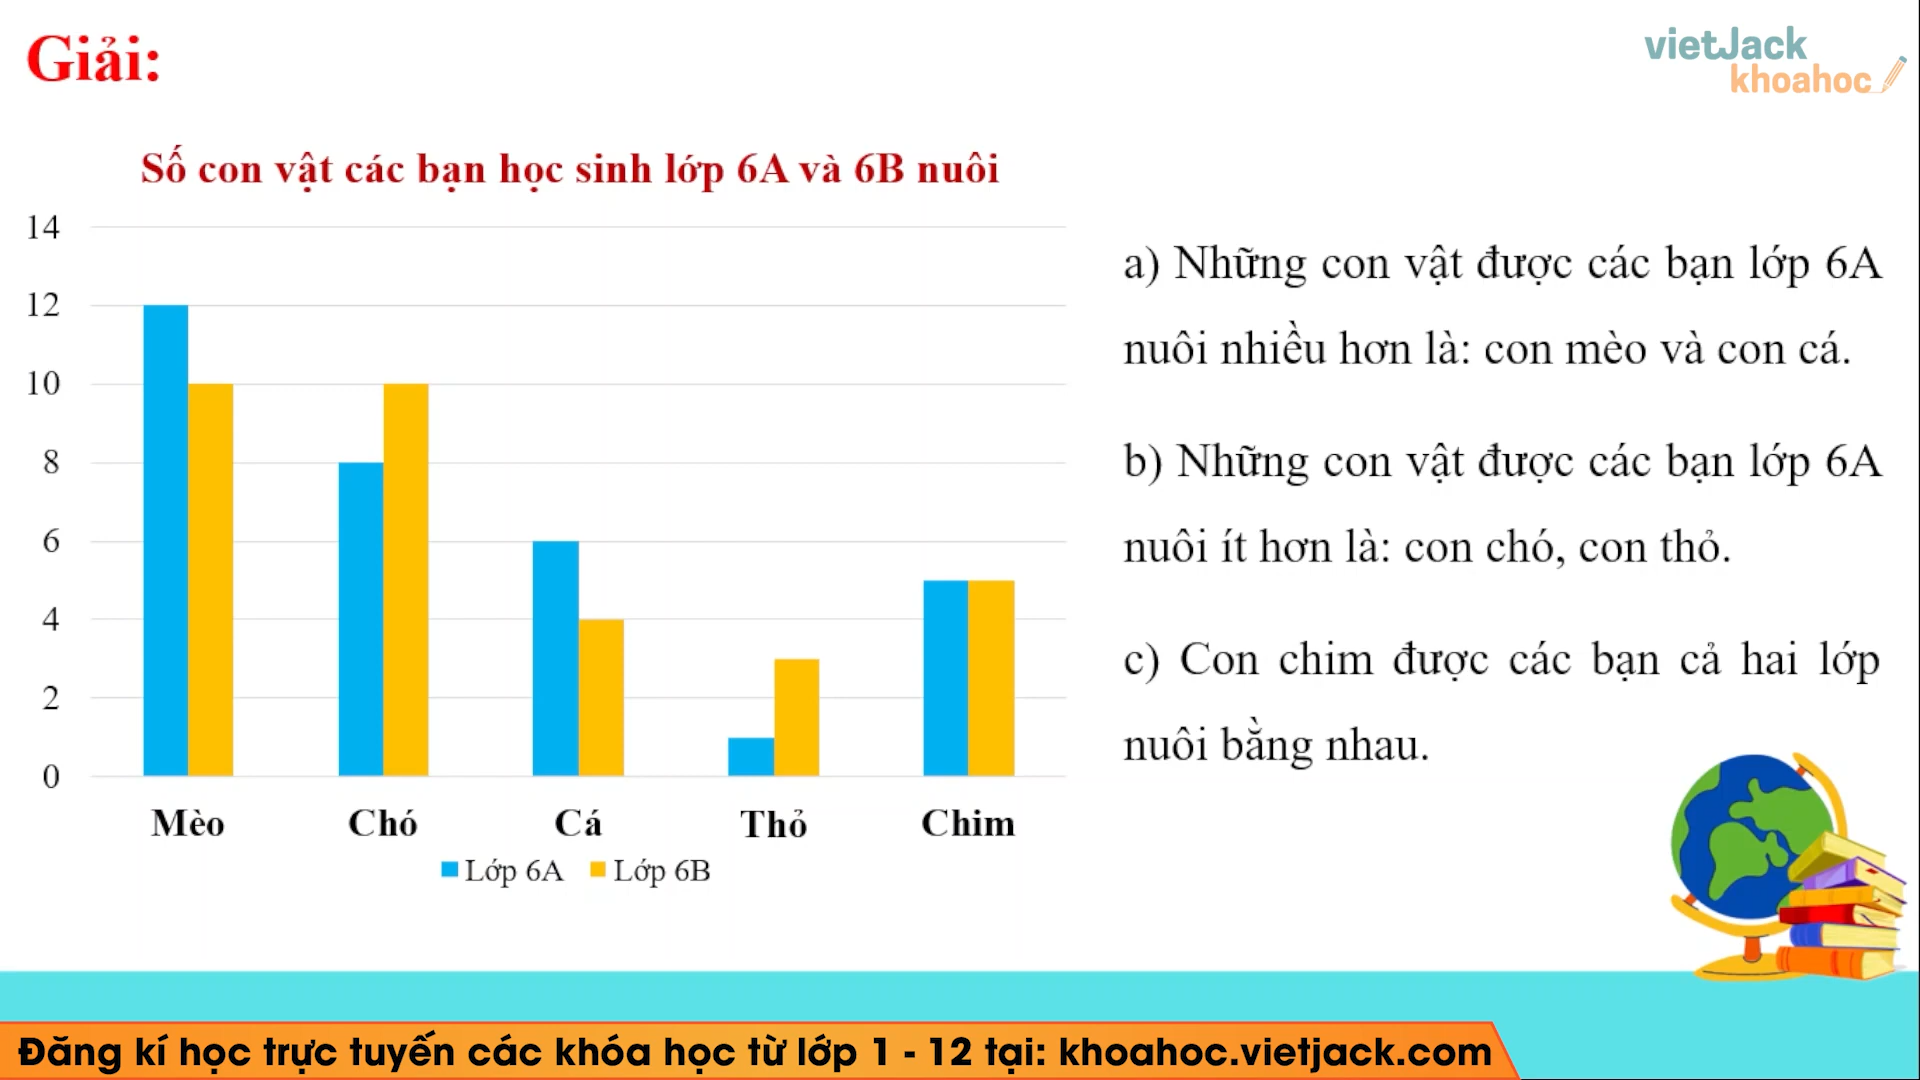 Giải:
vietJack
khoahoc
Số con vật các bạn học sinh lớp 6A và 6B nuôi
14
12
10
8
6
4
2
0
Mèo Chó Cá Thỏ Chim
Lớp 6A Lớp 6B
a) Những con vật được các bạn lớp 6A
nuôi nhiều hơn là: con mèo và con cá.
b) Những con vật được các bạn lớp 6A
nuôi ít hơn là: con chó, con thỏ.
c) Con chim được các bạn cả hai lớp
nuôi bằng nhau.
Đăng kí học trực tuyến các khóa học từ lớp 1 - 12 tại: khoahoc.vietjack.com